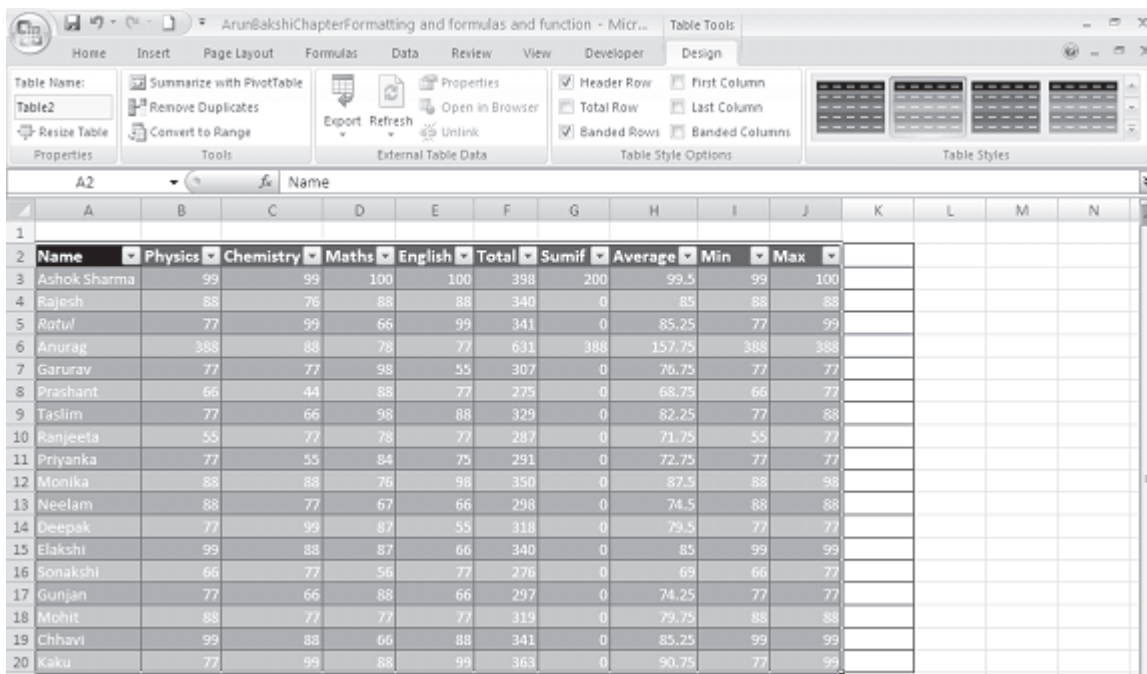 ArunBakshiChapterFormatting and formulas and function - Micr... Table Tools
Home Insert Page Layout Formulas Data Review View Developer Design
Table Name: Summarize with PivotTable Properties Header Row First Column
Table2 Remove Duplicates Export Refresh Open in Browser Total Row Last Column
Resize Table Convert to Range Unlink Banded Rows Banded Columns
Properties Tools External Table Data Table Style Options Table Styles
A2 fx Name
A B C D E F G H I J K L M N
1
2 Name Physics Chemistry Maths English Total Sumif Average Min Max
3 Ashok Sharma 99 99 100 100 398 200 99.5 99 100
4 Rajesh 88 76 88 88 340 0 85 88 88
5 Ratul 77 99 66 99 341 0 85.25 77 99
6 Anurag 388 88 78 77 631 388 157.75 388 388
7 Garurav 77 77 98 55 307 0 76.75 77 77
8 Prashant 66 44 88 77 275 0 68.75 66 77
9 Taslim 77 66 98 88 329 0 82.25 77 88
10 Ranjeeta 55 77 78 77 287 0 71.75 55 77
11 Priyanka 77 55 84 75 291 0 72.75 77 77
12 Monika 88 88 76 98 350 0 87.5 88 98
13 Neelam 88 77 67 66 298 0 74.5 88 88
14 Deepak 77 99 87 55 318 0 79.5 77 77
15 Elakshi 99 88 87 66 340 0 85 99 99
16 Sonakshi 66 77 56 77 276 0 69 66 77
17 Gunjan 77 66 88 66 297 0 74.25 77 77
18 Mohit 88 77 77 77 319 0 79.75 88 88
19 Chhavi 99 88 66 88 341 0 85.25 99 99
20 Kaku 77 99 88 99 363 0 90.75 77 99